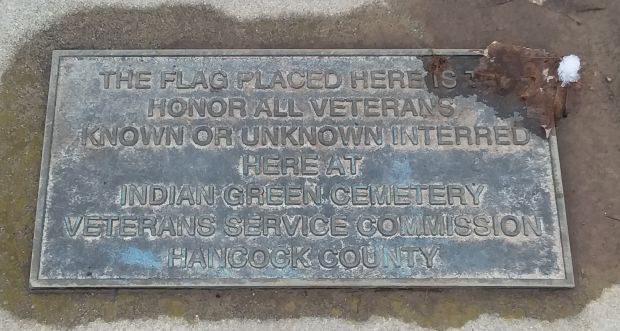 THE FLAG PLACED HERE IS TO
HONOR ALL VETERANS
KNOWN OR UNKNOWN INTERRED
HERE AT
INDIAN GREEN CEMETERY
VETERANS SERVICE COMMISSION
HANCOCK COUNTY